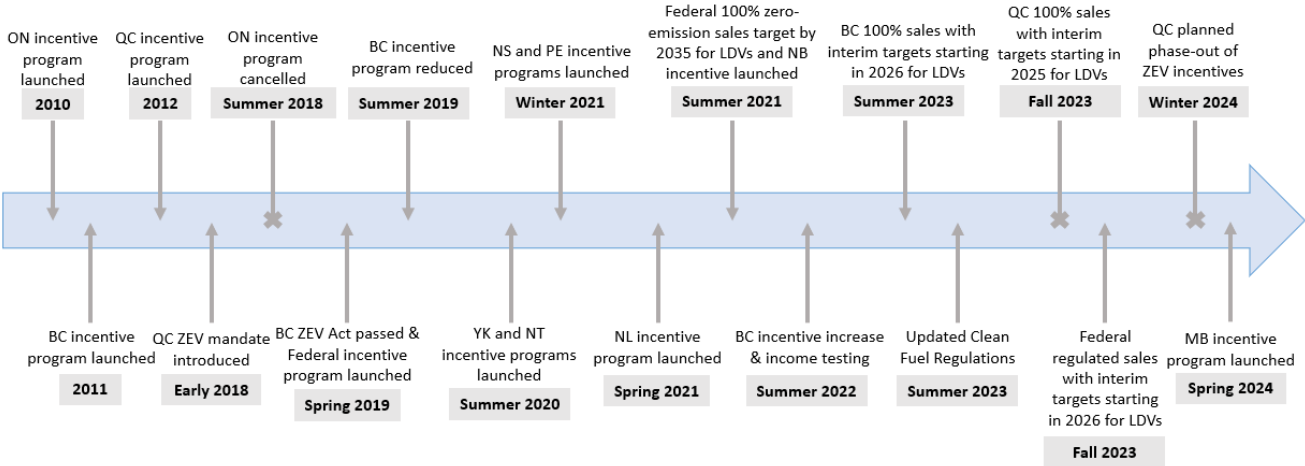 ON incentive
program
launched
2010
QC incentive
program
launched
2012
ON incentive
program
cancelled
Summer 2018
BC incentive
program reduced
Summer 2019
NS and PE incentive
programs launched
Winter 2021
Federal 100% zero-
emission sales target by
2035 for LDVs and NB
incentive launched
Summer 2021
BC 100% sales with
interim targets starting
in 2026 for LDVs
Summer 2023
QC 100% sales
with interim
targets starting in
2025 for LDVs
Fall 2023
QC planned
phase-out of
ZEV incentives
Winter 2024
BC incentive
program launched
2011
QC ZEV mandate
introduced
Early 2018
BC ZEV Act passed &
Federal incentive
program launched
Spring 2019
YK and NT
incentive programs
launched
Summer 2020
NL incentive
program launched
Spring 2021
BC incentive increase
& income testing
Summer 2022
Updated Clean
Fuel Regulations
Summer 2023
Federal
regulated sales
with interim
targets starting
in 2026 for LDVs
Fall 2023
MB incentive
program launched
Spring 2024